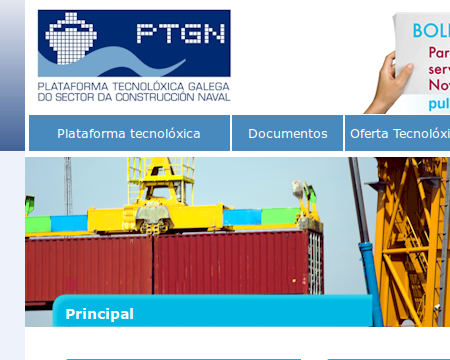 PTGN
PLATAFORMA TECNOLÓXICA GALEGA
DO SECTOR DA CONSTRUCCIÓN NAVAL
BOL
Par
serv
Nov
pul
Plataforma tecnolóxica
Documentos
Oferta Tecnolóxi
Principal